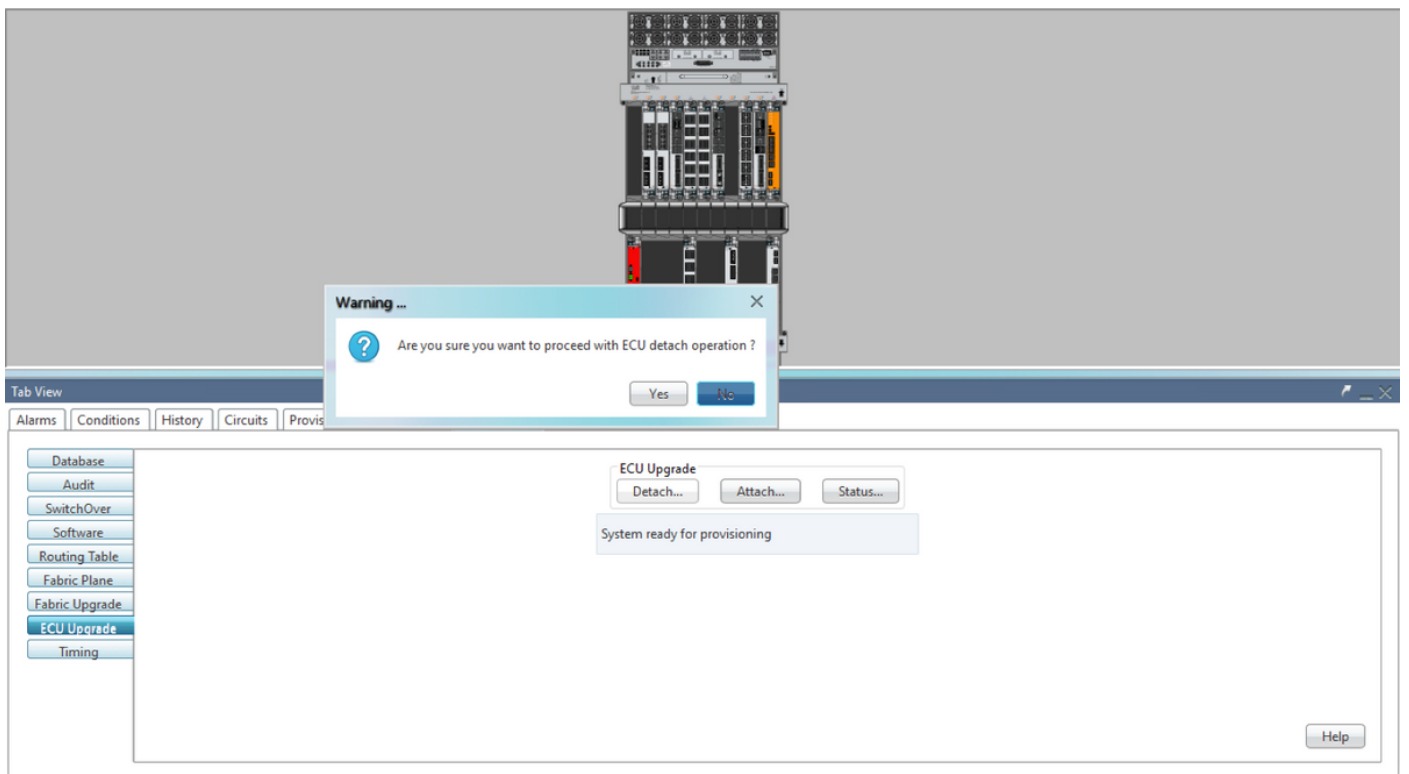 Warning ...
Are you sure you want to proceed with ECU detach operation ?
Yes No
Tab View
Alarms Conditions History Circuits Provis
Database
Audit
SwitchOver
Software
Routing Table
Fabric Plane
Fabric Upgrade
ECU Upgrade
Timing
ECU Upgrade
Detach... Attach... Status...
System ready for provisioning
Help